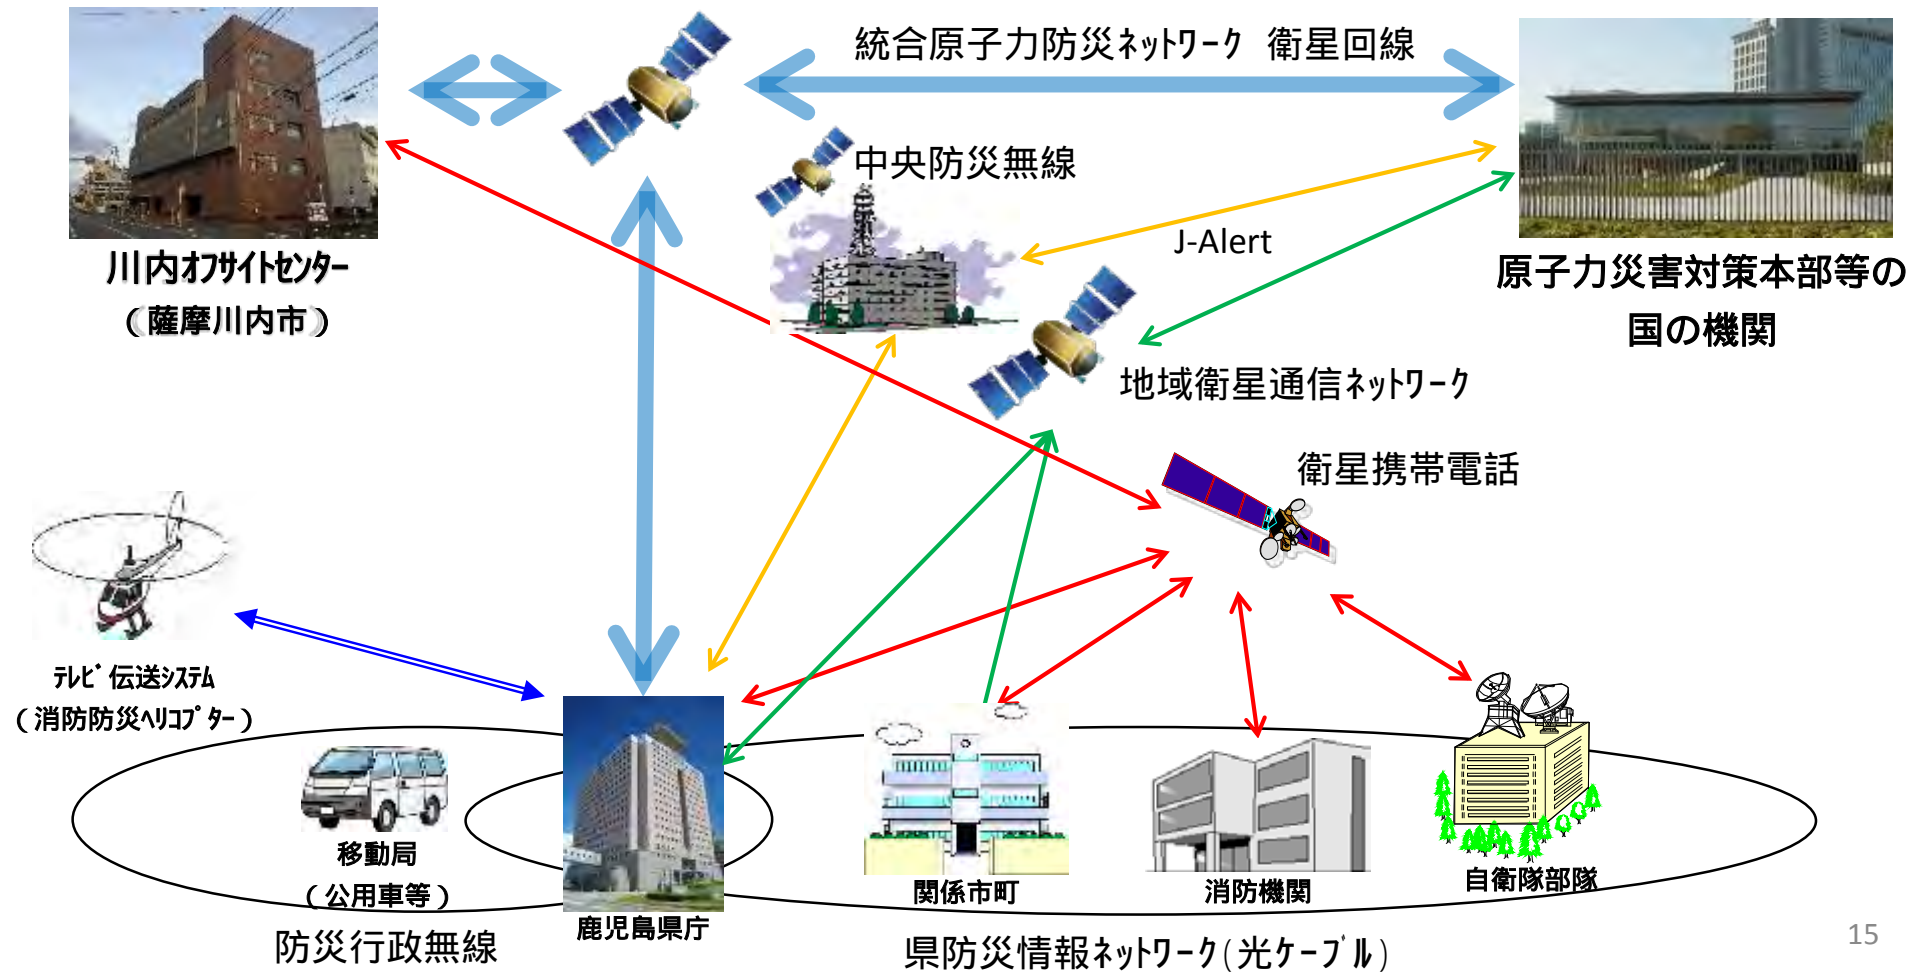 統合原子力防災ﾈｯﾄﾜｰｸ　衛星回線
中央防災無線
J-Alert
川内ｵﾌｻｲﾄｾﾝﾀｰ
（薩摩川内市）
原子力災害対策本部等の
国の機関
地域衛星通信ﾈｯﾄﾜｰｸ
衛星携帯電話
ﾃﾚﾋﾞ伝送ｼｽﾃﾑ
（消防防災ﾍﾘｺﾌﾟﾀｰ）
移動局
（公用車等）
鹿児島県庁
関係市町
消防機関
自衛隊部隊
防災行政無線
県防災情報ﾈｯﾄﾜｰｸ(光ｹｰﾌﾞﾙ)
15